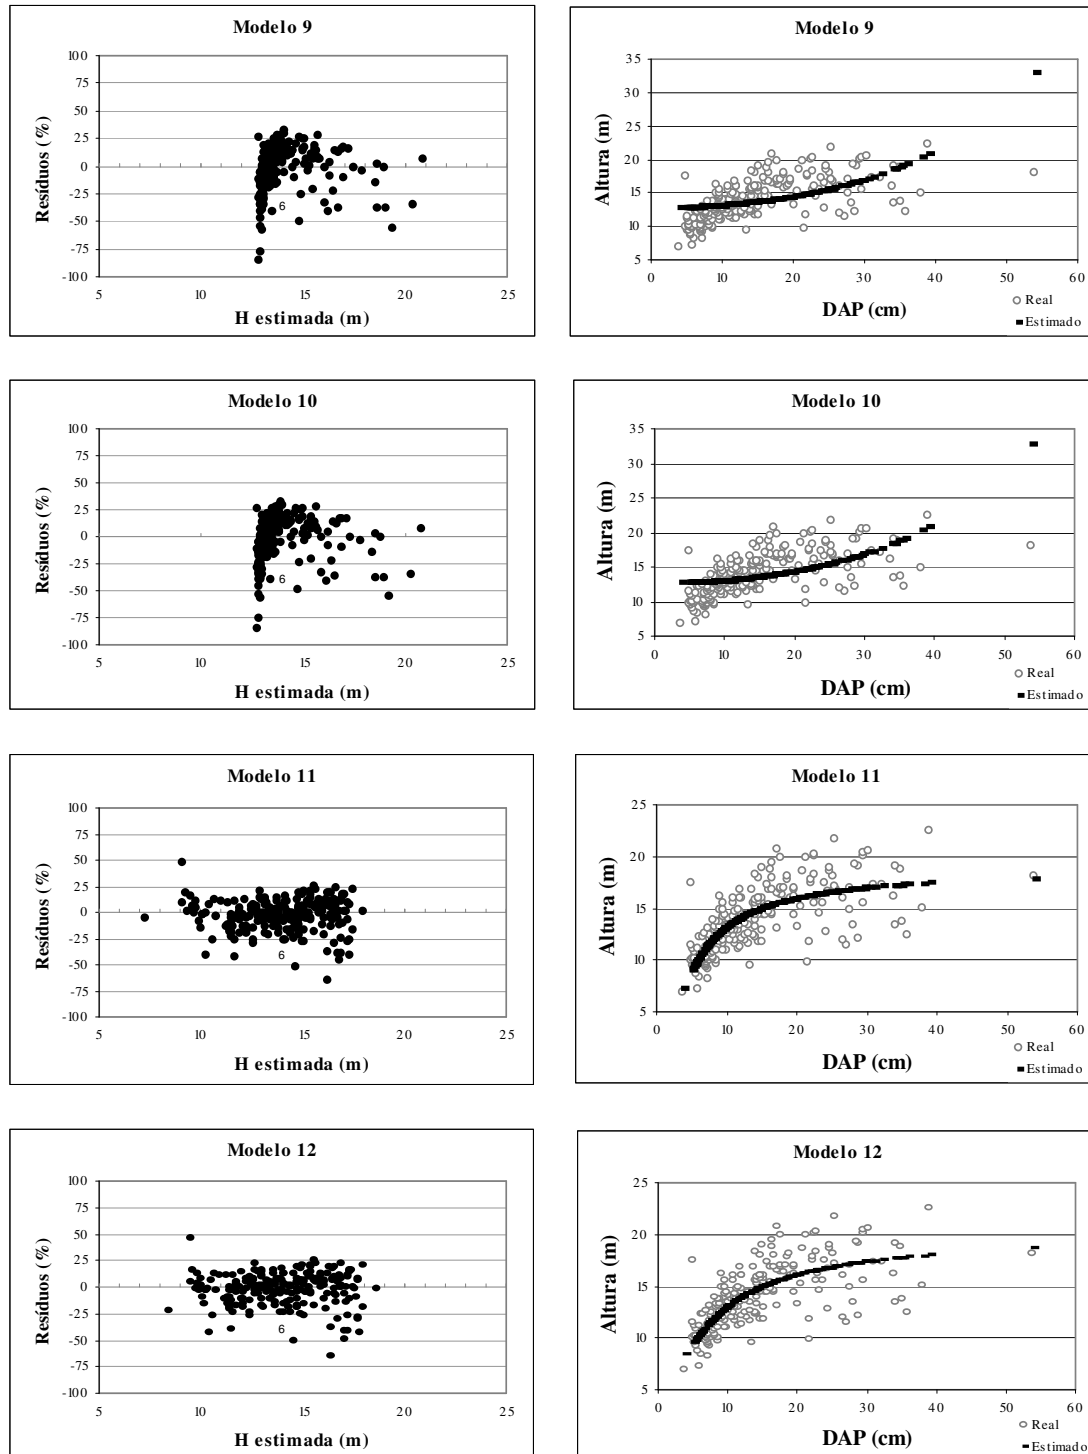 Modelo 9
100
75
50
25
0
-25
-50
-75
-100
5 10 15 20 25
6
Resíduos (%)
H estimada (m)
Modelo 9
35
30
25
20
15
10
5
0 10 20 30 40 50 60
Altura (m)
DAP (cm)
Real
Estimado
Modelo 10
100
75
50
25
0
-25
-50
-75
-100
5 10 15 20 25
6
Resíduos (%)
H estimada (m)
Modelo 10
35
30
25
20
15
10
5
0 10 20 30 40 50 60
Altura (m)
DAP (cm)
Real
Estimado
Modelo 11
100
75
50
25
0
-25
-50
-75
-100
5 10 15 20 25
6
Resíduos (%)
H estimada (m)
Modelo 11
25
20
15
10
5
0 10 20 30 40 50 60
Altura (m)
DAP (cm)
Real
Estimado
Modelo 12
100
75
50
25
0
-25
-50
-75
-100
5 10 15 20 25
6
Resíduos (%)
H estimada (m)
Modelo 12
25
20
15
10
5
0 10 20 30 40 50 60
Altura (m)
DAP (cm)
Real
Estimado